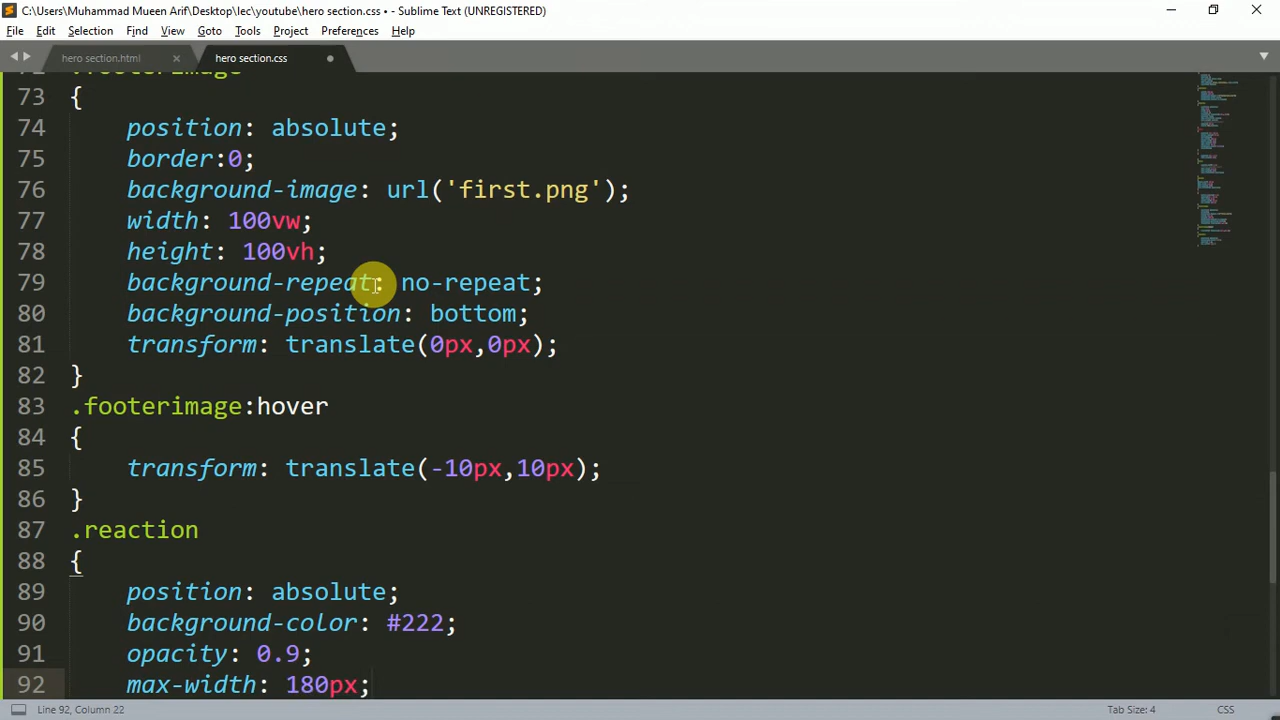 C:\Users\Muhammad Mueen Arif\Desktop\lec\youtube\hero section.css • - Sublime Text (UNREGISTERED)
File Edit Selection Find View Goto Tools Project Preferences Help
hero section.html hero section.css
.footerimage
73 {
74 position: absolute;
75 border:0;
76 background-image: url('first.png');
77 width: 100vw;
78 height: 100vh;
79 background-repeat: no-repeat;
80 background-position: bottom;
81 transform: translate(0px,0px);
82 }
83 .footerimage:hover
84 {
85 transform: translate(-10px,10px);
86 }
87 .reaction
88 {
89 position: absolute;
90 background-color: #222;
91 opacity: 0.9;
92 max-width: 180px;
Line 92, Column 22 Tab Size: 4 CSS